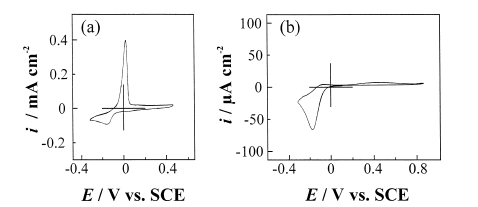 (a)
0.4
0.2
0
-0.2
i / mA cm-2
-0.4
0
0.4
E / V vs. SCE
(b)
100
50
0
-50
-100
i / μA cm-2
-0.4
0
0.4
0.8
E / V vs. SCE